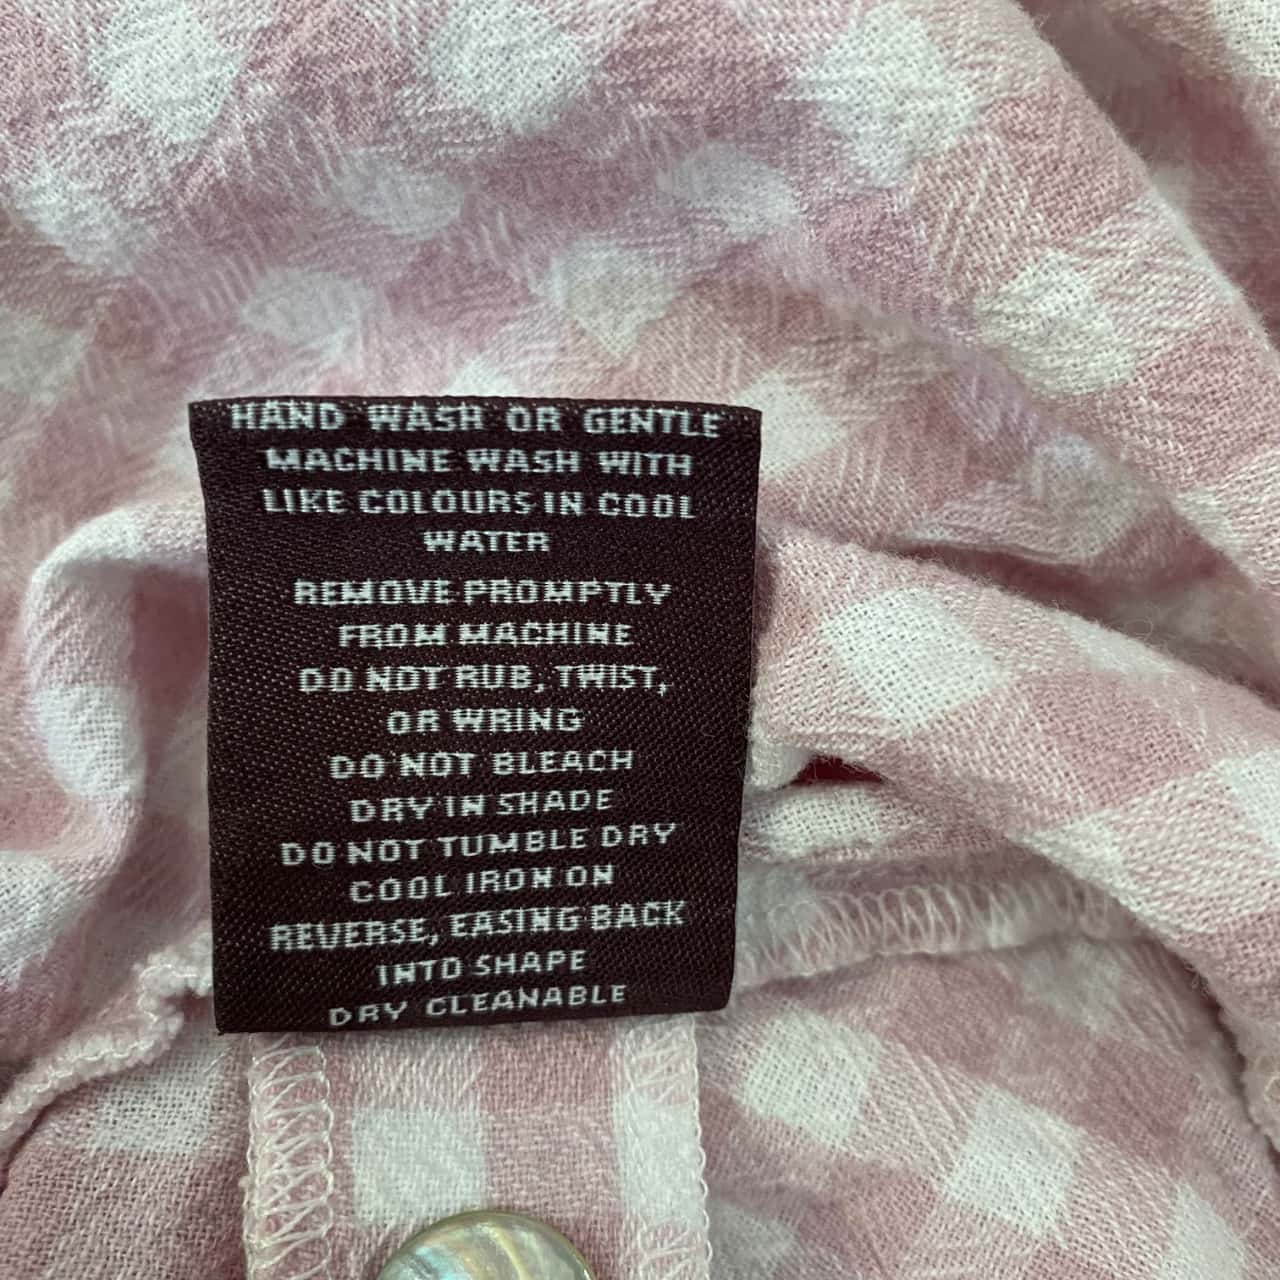 HAND WASH OR GENTLE
MACHINE WASH WITH
LIKE COLOURS IN COOL
WATER
REMOVE PROMPTLY
FROM MACHINE
DO NOT RUB, TWIST,
OR WRING
DO NOT BLEACH
DRY IN SHADE
DO NOT TUMBLE DRY
COOL IRON ON
REVERSE, EASING BACK
INTO SHAPE
DRY CLEANABLE